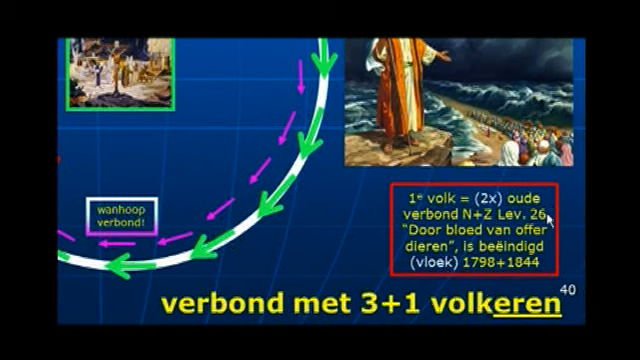 wanhoop
verbond!
1e volk = (2x) oude
verbond N+Z Lev. 26
"Door bloed van offer
dieren", is beëindigd
(vloek) 1798+1844
verbond met 3+1 volkeren
40